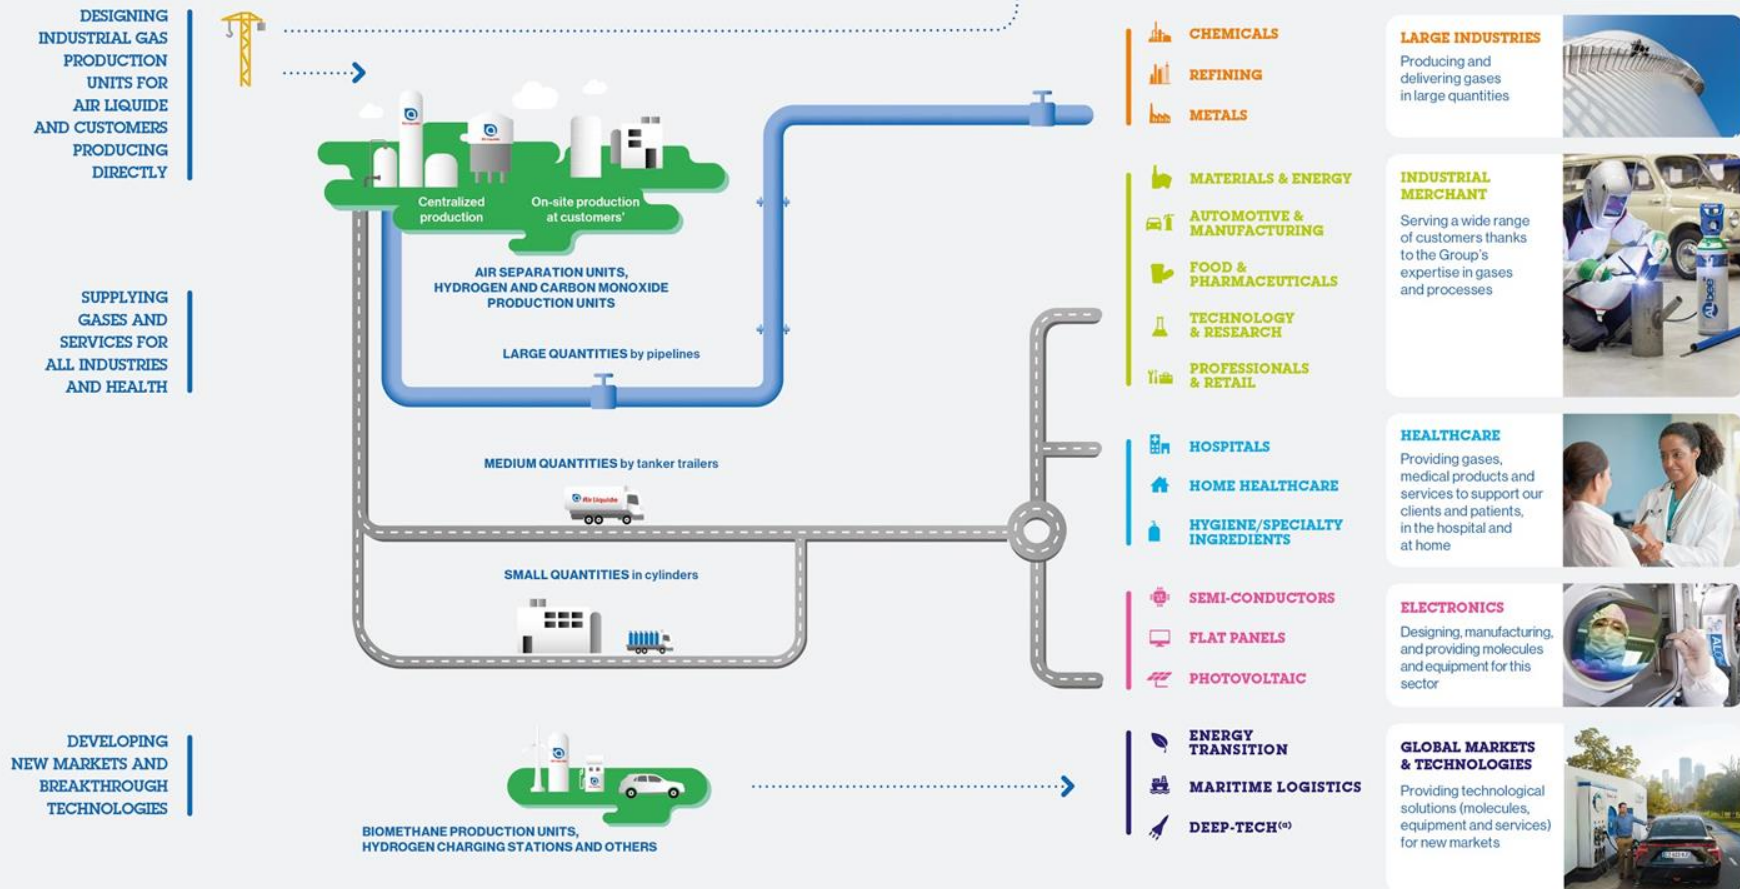 DESIGNING
INDUSTRIAL GAS
PRODUCTION
UNITS FOR
AIR LIQUIDE
AND CUSTOMERS
PRODUCING
DIRECTLY
Centralized
production
On-site production
at customers'
AIR SEPARATION UNITS,
HYDROGEN AND CARBON MONOXIDE
PRODUCTION UNITS
SUPPLYING
GASES AND
SERVICES FOR
ALL INDUSTRIES
AND HEALTH
LARGE QUANTITIES by pipelines
MEDIUM QUANTITIES by tanker trailers
Air Liquide
SMALL QUANTITIES in cylinders
DEVELOPING
NEW MARKETS AND
BREAKTHROUGH
TECHNOLOGIES
BIOMETHANE PRODUCTION UNITS,
HYDROGEN CHARGING STATIONS AND OTHERS
CHEMICALS
REFINING
METALS
LARGE INDUSTRIES
Producing and
delivering gases
in large quantities
MATERIALS & ENERGY
AUTOMOTIVE &
MANUFACTURING
FOOD &
PHARMACEUTICALS
TECHNOLOGY
& RESEARCH
PROFESSIONALS
& RETAIL
INDUSTRIAL
MERCHANT
Serving a wide range
of customers thanks
to the Group's
expertise in gases
and processes
ALbee
HOSPITALS
HOME HEALTHCARE
HYGIENE/SPECIALTY
INGREDIENTS
HEALTHCARE
Providing gases,
medical products and
services to support our
clients and patients,
in the hospital and
at home
SEMI-CONDUCTORS
FLAT PANELS
PHOTOVOLTAIC
ELECTRONICS
Designing, manufacturing,
and providing molecules
and equipment for this
sector
ENERGY
TRANSITION
MARITIME LOGISTICS
DEEP-TECH(a)
GLOBAL MARKETS
& TECHNOLOGIES
Providing technological
solutions (molecules,
equipment and services)
for new markets